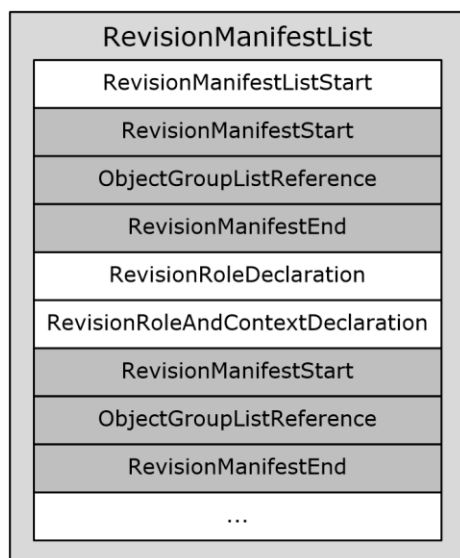 RevisionManifestList
RevisionManifestListStart
RevisionManifestStart
ObjectGroupListReference
RevisionManifestEnd
RevisionRoleDeclaration
RevisionRoleAndContextDeclaration
RevisionManifestStart
ObjectGroupListReference
RevisionManifestEnd
...